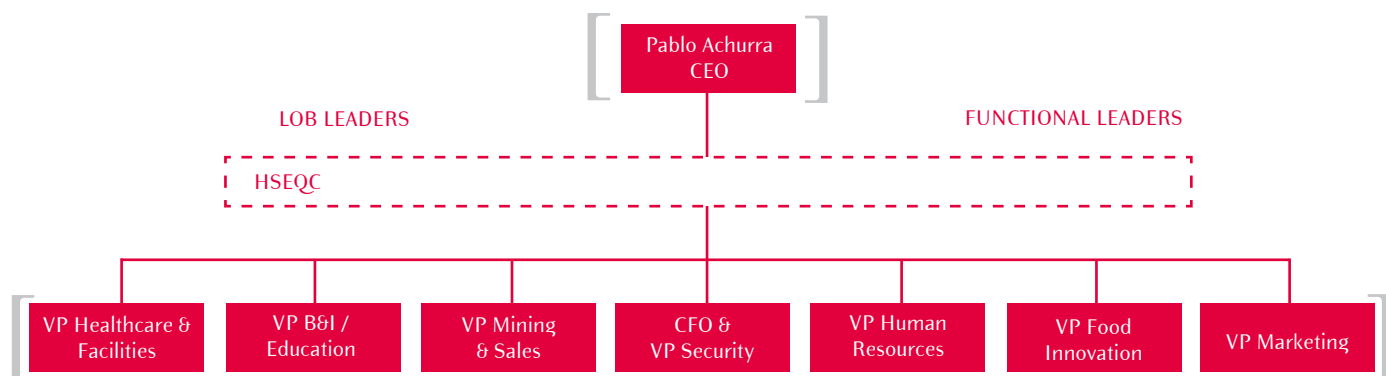 Pablo Achurra
CEO
LOB LEADERS
FUNCTIONAL LEADERS
HSEQC
VP Healthcare &
Facilities
VP B&I /
Education
VP Mining
& Sales
CFO &
VP Security
VP Human
Resources
VP Food
Innovation
VP Marketing